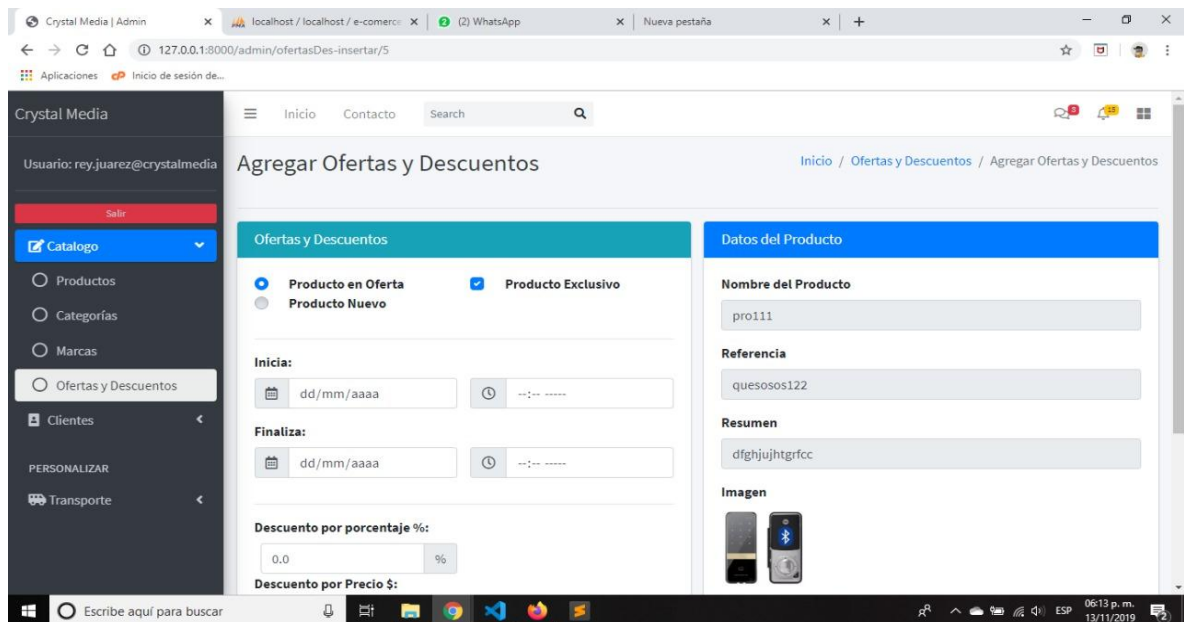 Crystal Media | Admin
localhost / localhost / e-comerce
2 (2) WhatsApp
Nueva pestaña
127.0.0.1:8000/admin/ofertasDes-insertar/5
Aplicaciones
cP Inicio de sesión de...
Crystal Media
Inicio
Contacto
Search
5
15
Usuario: rey.juarez@crystalmedia
Agregar Ofertas y Descuentos
Inicio / Ofertas y Descuentos / Agregar Ofertas y Descuentos
Salir
Catalogo
Productos
Categorías
Marcas
Ofertas y Descuentos
Clientes
PERSONALIZAR
Transporte
Ofertas y Descuentos
Producto en Oferta
Producto Exclusivo
Producto Nuevo
Inicia:
dd/mm/aaaa
--:-- -----
Finaliza:
dd/mm/aaaa
--:-- -----
Descuento por porcentaje %:
0.0
%
Descuento por Precio $:
Datos del Producto
Nombre del Producto
pro111
Referencia
quesosos122
Resumen
dfghjujhtgrfcc
Imagen
Escribe aquí para buscar
ESP
06:13 p. m.
13/11/2019
2